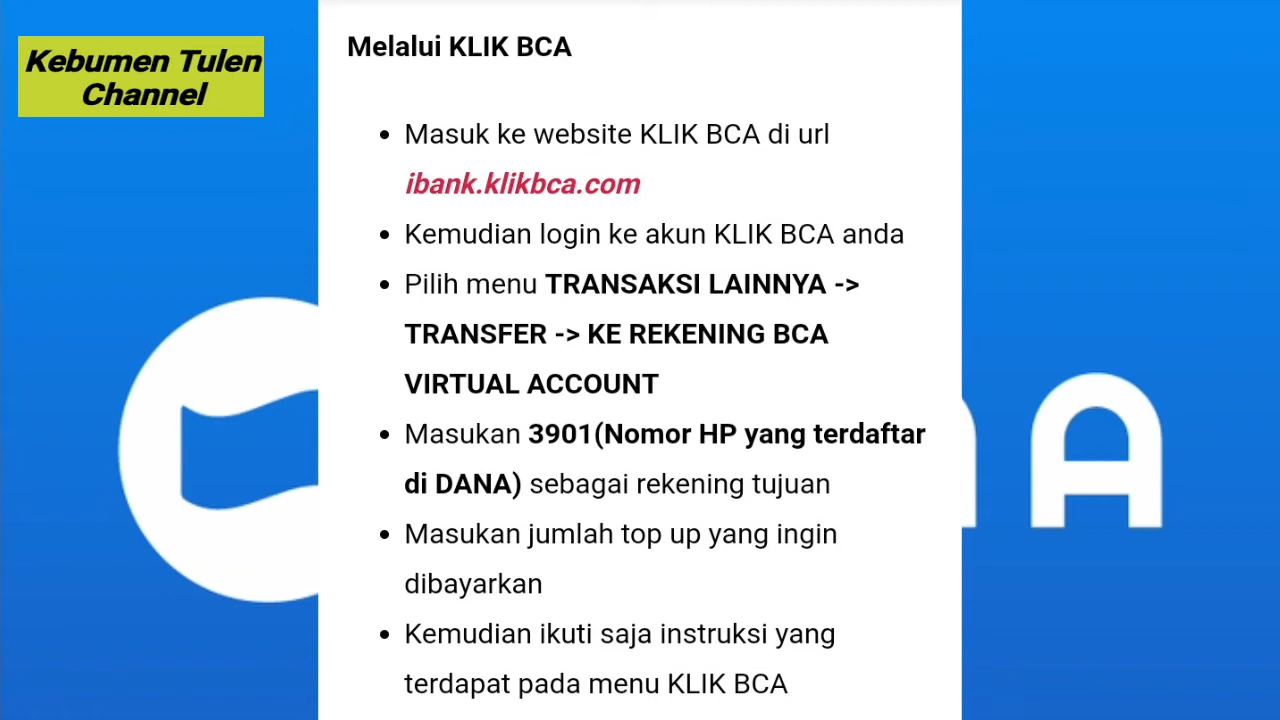 Kebumen Tulen
Channel
Melalui KLIK BCA
• Masuk ke website KLIK BCA di url
ibank.klikbca.com
• Kemudian login ke akun KLIK BCA anda
• Pilih menu TRANSAKSI LAINNYA ->
TRANSFER -> KE REKENING BCA
VIRTUAL ACCOUNT
• Masukan 3901(Nomor HP yang terdaftar
di DANA) sebagai rekening tujuan
• Masukan jumlah top up yang ingin
dibayarkan
• Kemudian ikuti saja instruksi yang
terdapat pada menu KLIK BCA
A